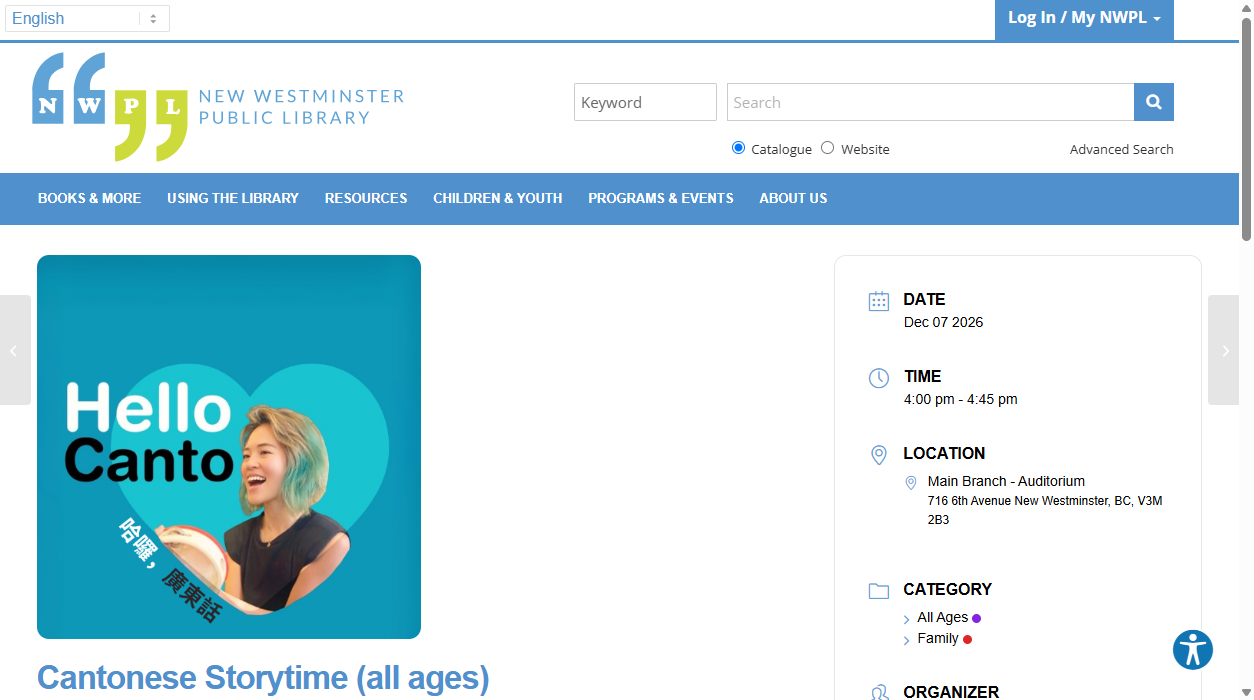 English
Log In / My NWPL
N W P L
NEW WESTMINSTER
PUBLIC LIBRARY
Keyword
Search
Catalogue
Website
Advanced Search
BOOKS & MORE
USING THE LIBRARY
RESOURCES
CHILDREN & YOUTH
PROGRAMS & EVENTS
ABOUT US
Hello
Canto
哈囉，
廣東話
Cantonese Storytime (all ages)
DATE
Dec 07 2026
TIME
4:00 pm - 4:45 pm
LOCATION
Main Branch - Auditorium
716 6th Avenue New Westminster, BC, V3M
2B3
CATEGORY
All Ages
Family
ORGANIZER